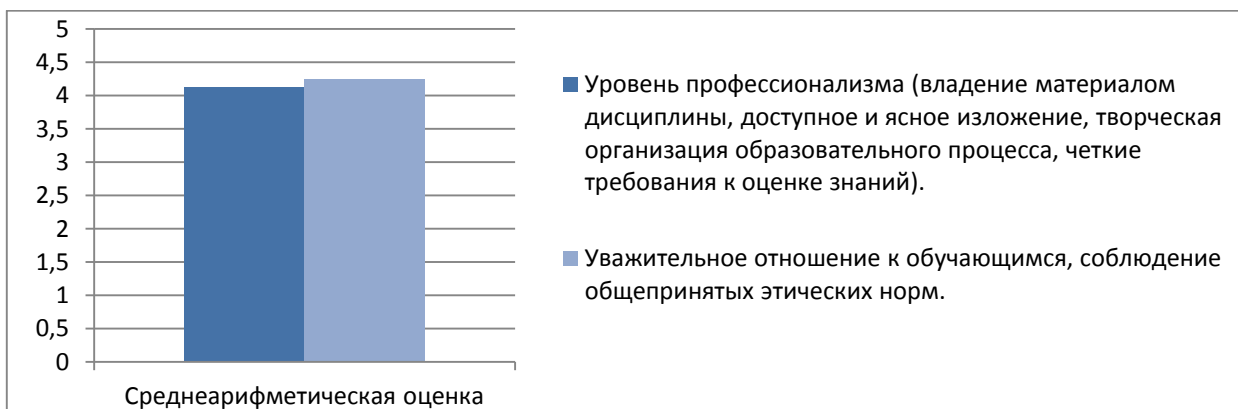 5
4,5
4
3,5
3
2,5
2
1,5
1
0,5
0
Среднеарифметическая оценка
Уровень профессионализма (владение материалом
дисциплины, доступное и ясное изложение, творческая
организация образовательного процесса, четкие
требования к оценке знаний).
Уважительное отношение к обучающимся, соблюдение
общепринятых этических норм.